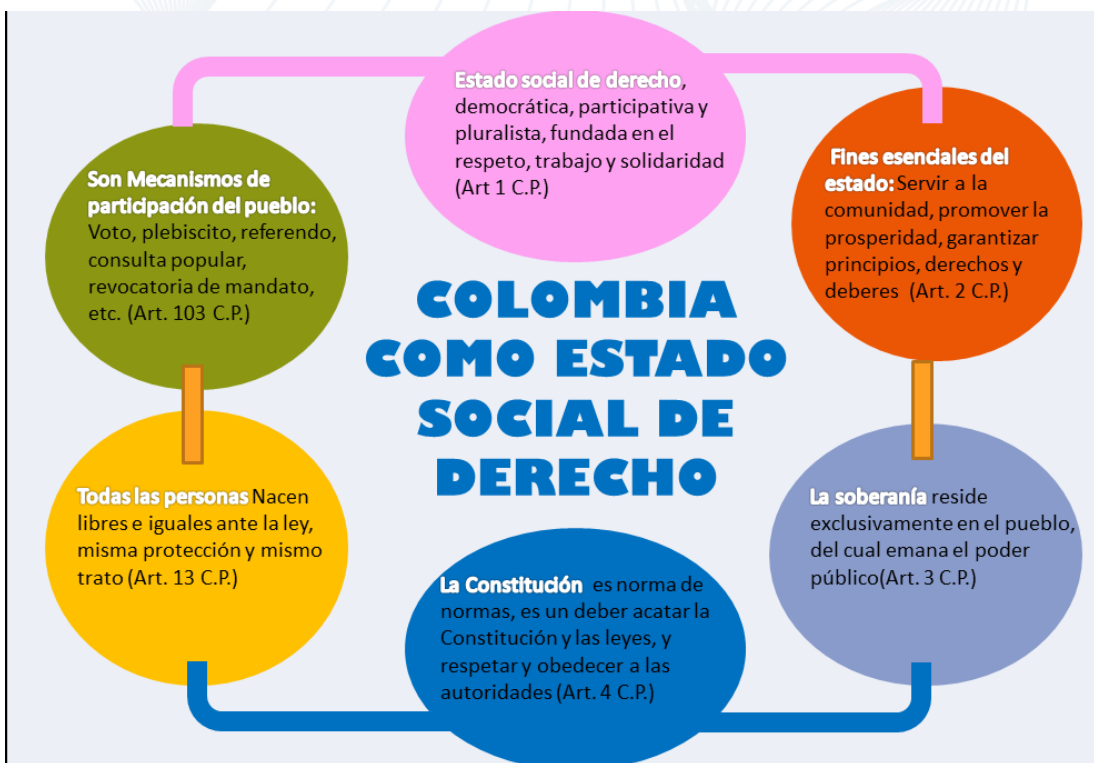 Estado social de derecho,
democrática, participativa y
pluralista, fundada en el
respeto, trabajo y solidaridad
(Art 1 C.P.)
Fines esenciales del
estado: Servir a la
comunidad, promover la
prosperidad, garantizar
principios, derechos y
deberes (Art. 2 C.P.)
Son Mecanismos de
participación del pueblo:
Voto, plebiscito, referendo,
consulta popular,
revocatoria de mandato,
etc. (Art. 103 C.P.)
COLOMBIA
COMO ESTADO
SOCIAL DE
DERECHO
Todas las personas Nacen
libres e iguales ante la ley,
misma protección y mismo
trato (Art. 13 C.P.)
La soberanía reside
exclusivamente en el pueblo,
del cual emana el poder
público(Art. 3 C.P.)
La Constitución es norma de
normas, es un deber acatar la
Constitución y las leyes, y
respetar y obedecer a las
autoridades (Art. 4 C.P.)